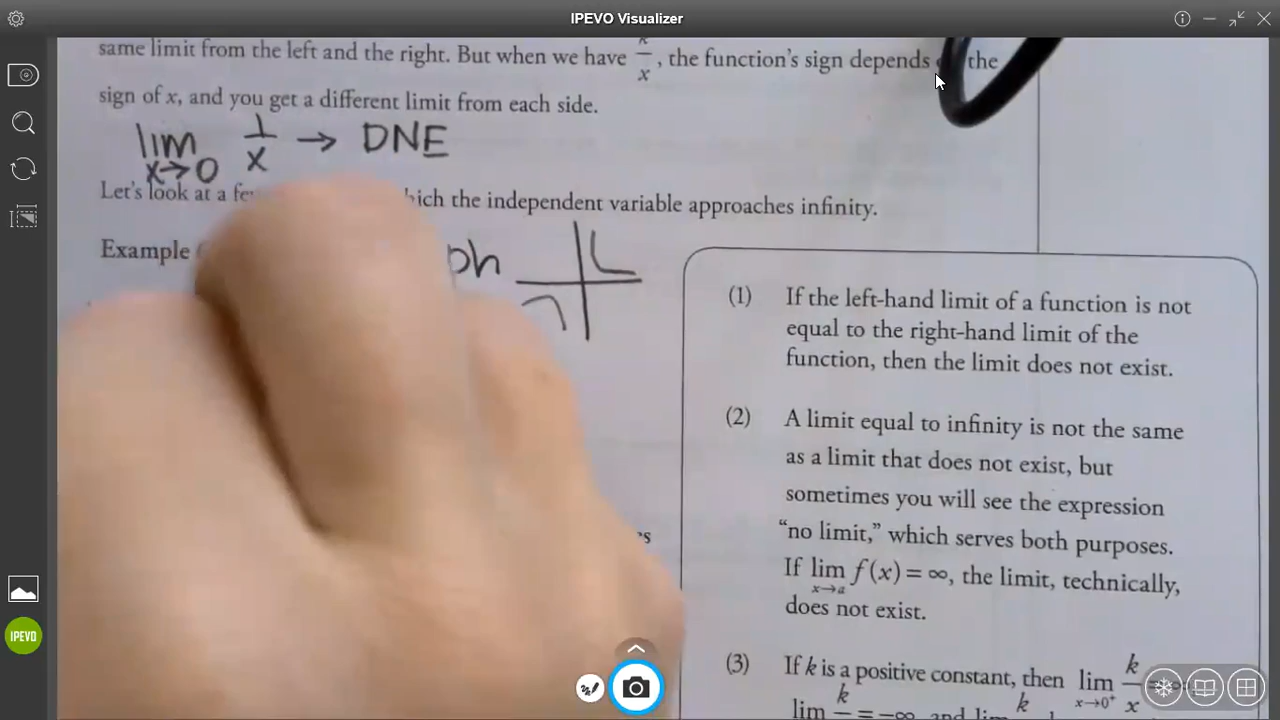 IPEVO Visualizer
same limit from the left and the right. But when we have k/x, the function's sign depends the
sign of x, and you get a different limit from each side.
lim x→0 1/x → DNE
Let's look at a few hich the independent variable approaches infinity.
Example
ph
(1) If the left-hand limit of a function is not
equal to the right-hand limit of the
function, then the limit does not exist.
(2) A limit equal to infinity is not the same
as a limit that does not exist, but
sometimes you will see the expression
"no limit," which serves both purposes.
If lim x→a f(x) = ∞, the limit, technically,
does not exist.
(3) If k is a positive constant, then lim x→0⁺ k/x
lim k = -∞, and lim k
IPEVO